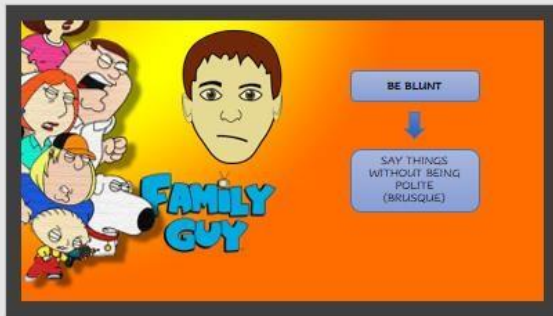 BE BLUNT
SAY THINGS
WITHOUT BEING
POLITE
(BRUSQUE)
FAMILY
GUY